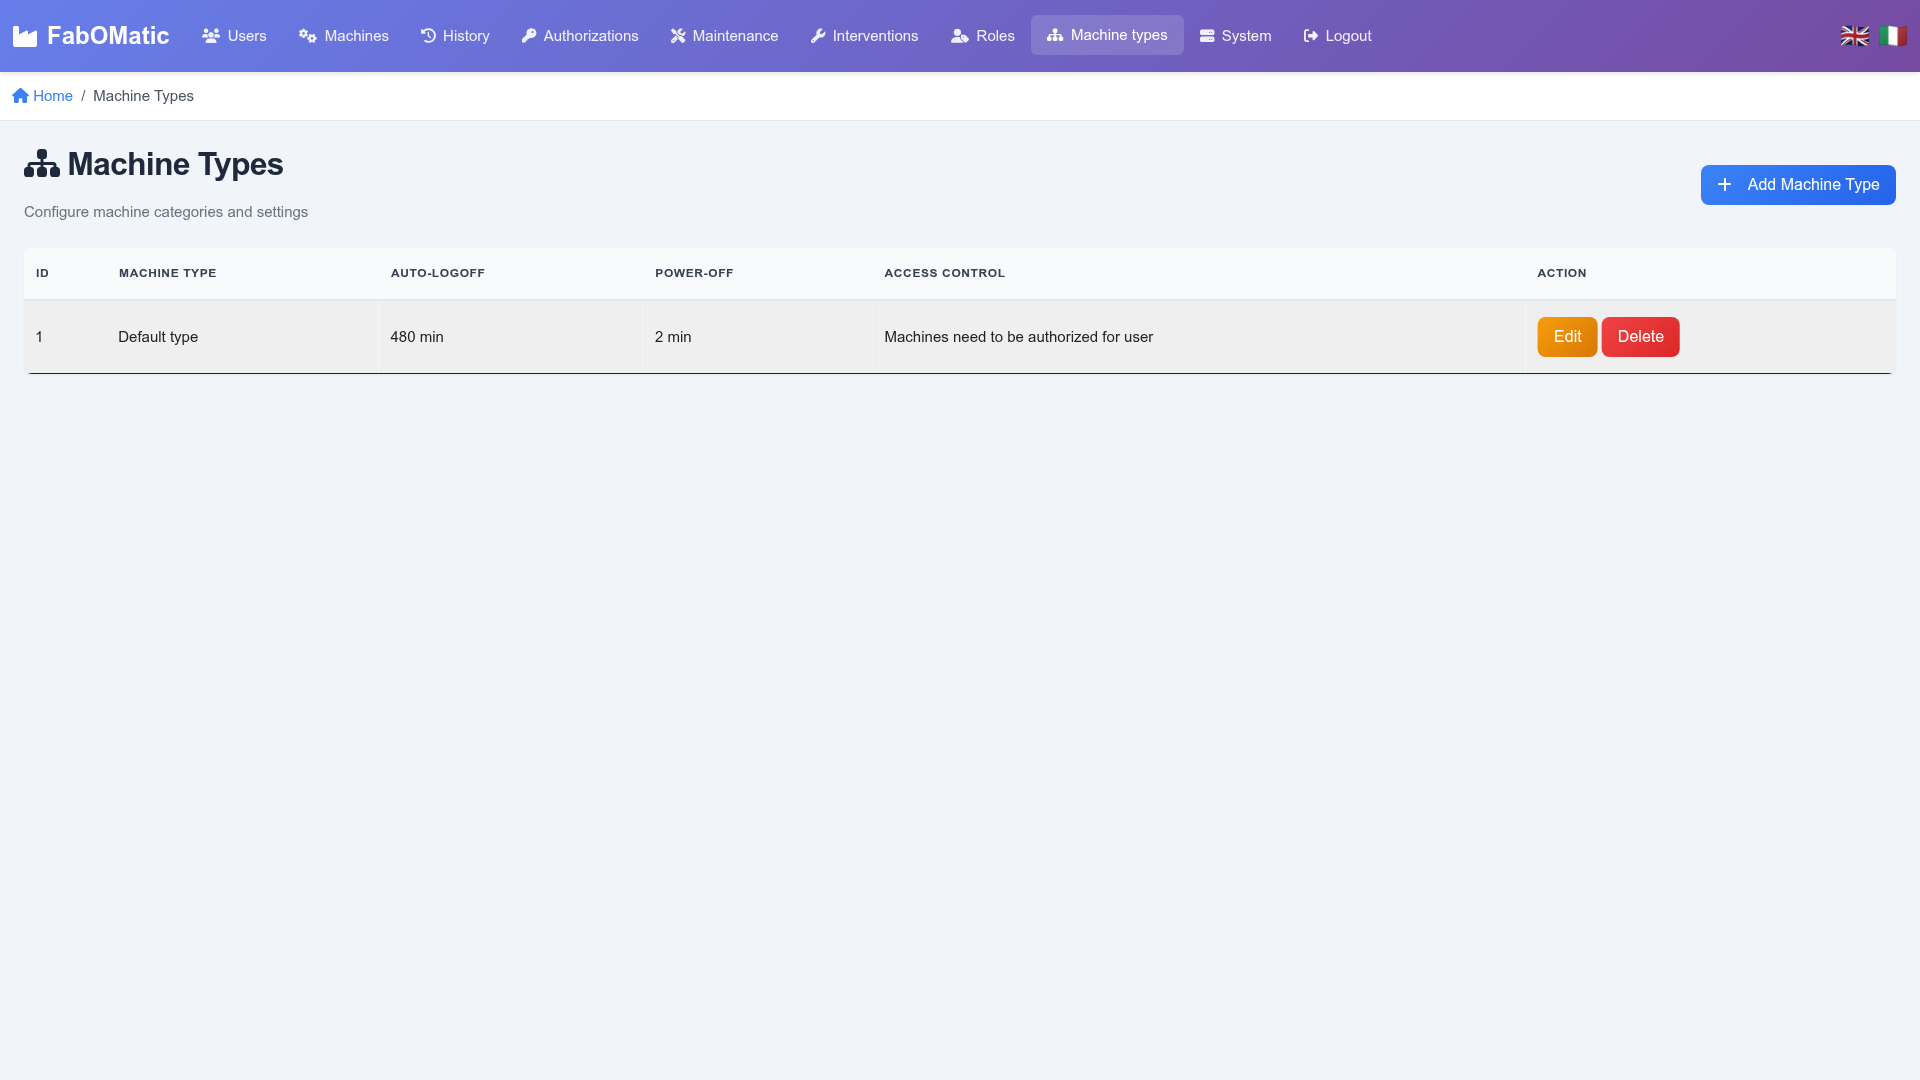 FabOMatic Users Machines History Authorizations Maintenance Interventions Roles Machine types System Logout
Home / Machine Types
Machine Types
Add Machine Type
Configure machine categories and settings
ID MACHINE TYPE AUTO-LOGOFF POWER-OFF ACCESS CONTROL ACTION
1 Default type 480 min 2 min Machines need to be authorized for user Edit Delete